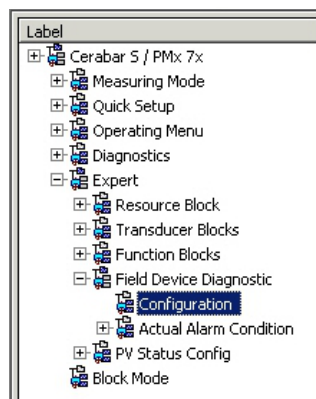 Label
Cerabar S / PMx 7x
Measuring Mode
Quick Setup
Operating Menu
Diagnostics
Expert
Resource Block
Transducer Blocks
Function Blocks
Field Device Diagnostic
Configuration
Actual Alarm Condition
PV Status Config
Block Mode